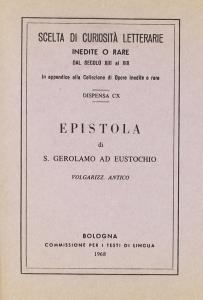 SCELTA DI CURIOSITÀ LETTERARIE
INEDITE O RARE
DAL SECOLO XIII AL XIX
In appendice alla Collezione di Opere inedite o rare
DISPENSA CX
EPISTOLA
di
S. GEROLAMO AD EUSTOCHIO
VOLGARIZZ. ANTICO
BOLOGNA
COMMISSIONE PER I TESTI DI LINGUA
1968